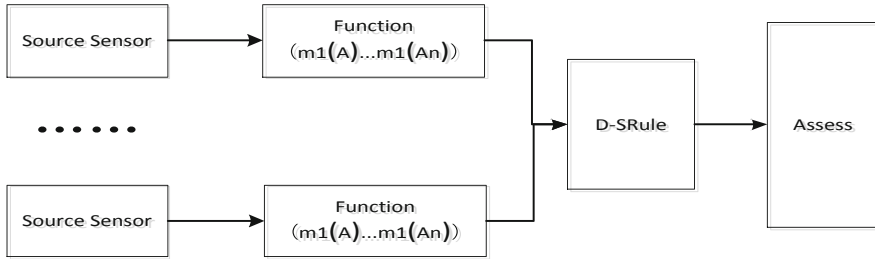 Source Sensor
Function
（m1(A)...m1(An)）
D-SRule
Assess
......
Source Sensor
Function
（m1(A)...m1(An)）